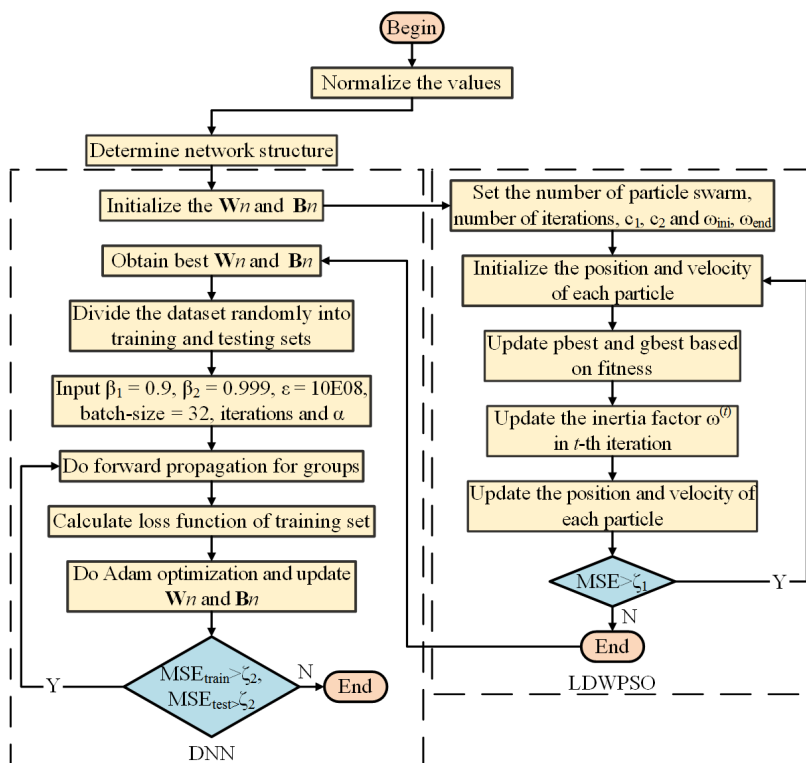 Begin
Normalize the values
Determine network structure
Initialize the Wn and Bn
Obtain best Wn and Bn
Divide the dataset randomly into
training and testing sets
Input β₁ = 0.9, β₂ = 0.999, ε = 10E08,
batch-size = 32, iterations and α
Do forward propagation for groups
Calculate loss function of training set
Do Adam optimization and update
Wn and Bn
MSEtrain>ζ₂,
MSEtest>ζ₂
Y
N
End
DNN
Set the number of particle swarm,
number of iterations, c₁, c₂ and ωini, ωend
Initialize the position and velocity
of each particle
Update pbest and gbest based
on fitness
Update the inertia factor ω⁽ᵗ⁾
in t-th iteration
Update the position and velocity of
each particle
MSE>ζ₁
Y
N
End
LDWPSO